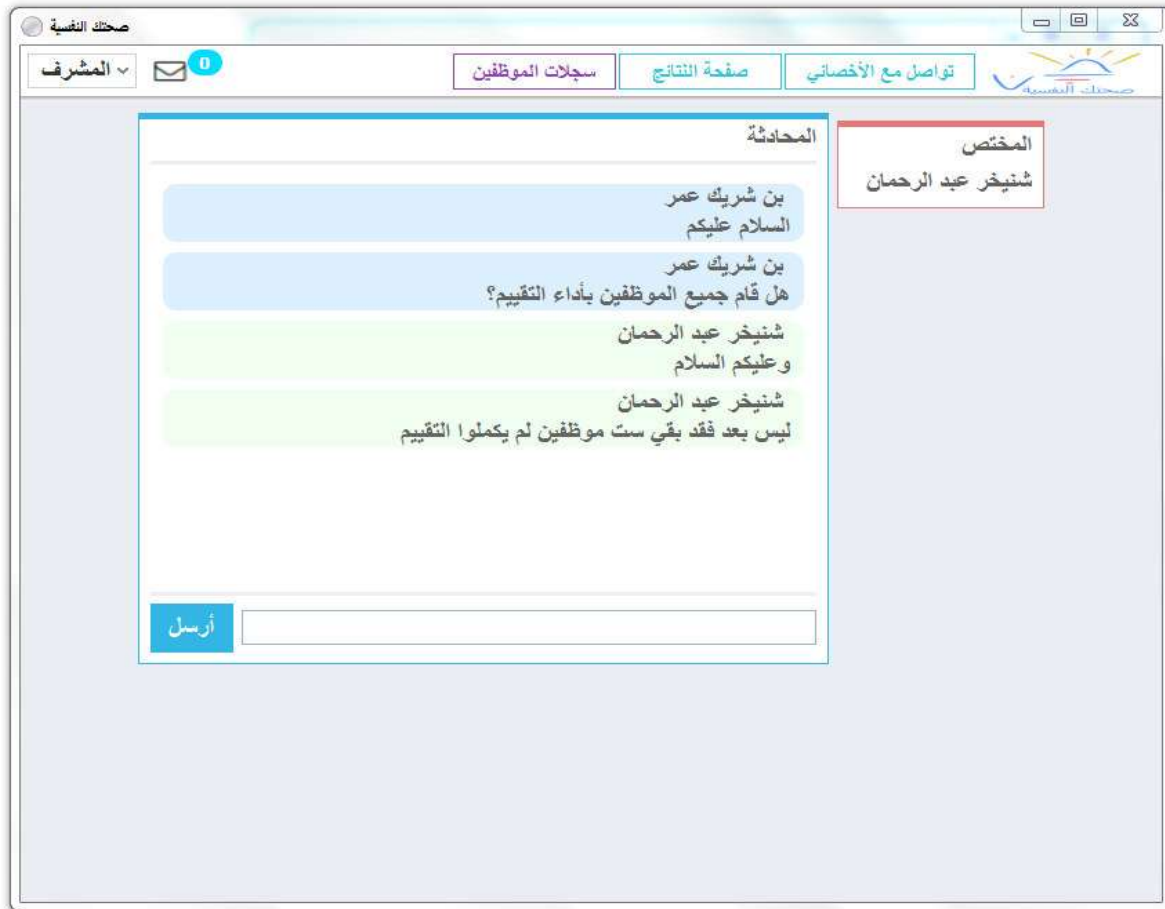 صحتك النفسية
صحتك النفسية
تواصل مع الأخصائي
صفحة النتائج
سجلات الموظفين
0
المشرف
المختص
شنيخر عبد الرحمان
المحادثة
بن شريك عمر
السلام عليكم
بن شريك عمر
هل قام جميع الموظفين بأداء التقييم؟
شنيخر عبد الرحمان
وعليكم السلام
شنيخر عبد الرحمان
ليس بعد فقد بقي ست موظفين لم يكملوا التقييم
أرسل